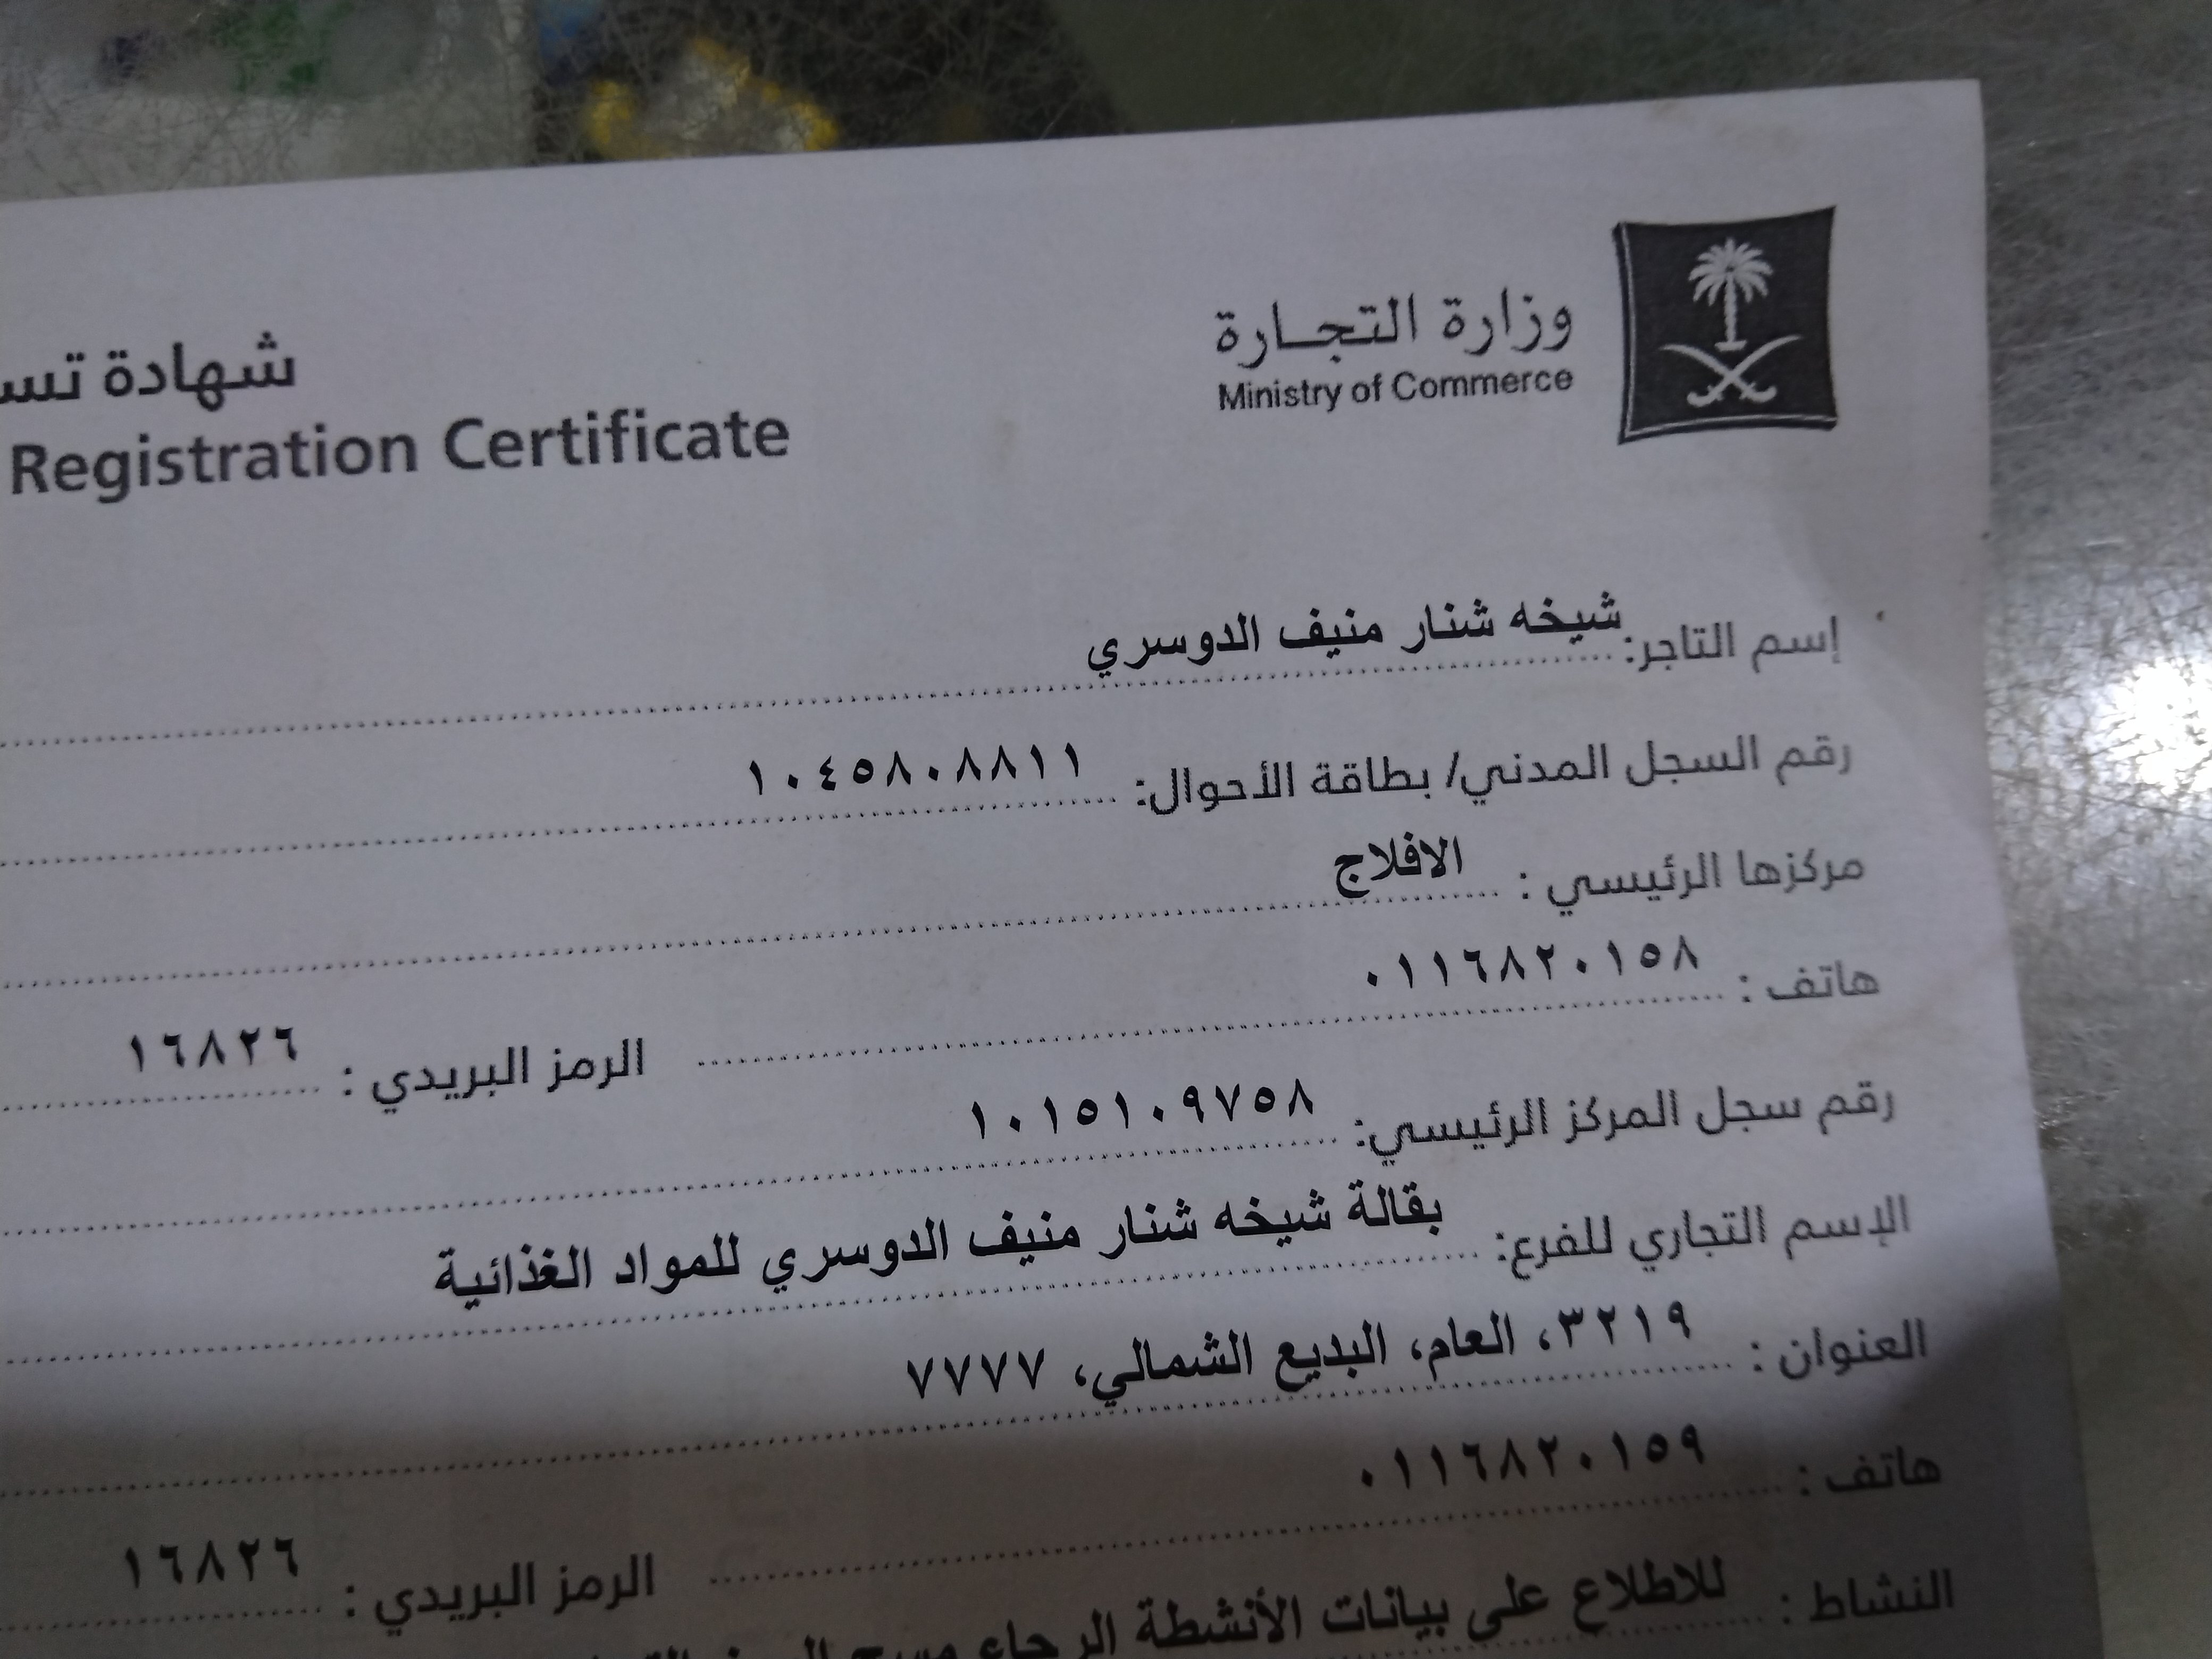 وزارة التجارة
Ministry of Commerce
شهادة
Registration Certificate
إسم التاجر: شيخه شنار منيف الدوسري
رقم السجل المدني/ بطاقة الأحوال: ١٠٤٥٨٠٨٨١١
مركزها الرئيسي : الافلاج
هاتف : ٠١١٦٨٢٠١٥٨ الرمز البريدي : ١٦٨٢٦
رقم سجل المركز الرئيسي: ١٠١٥١٠٩٧٥٨
الإسم التجاري للفرع: بقالة شيخه شنار منيف الدوسري للمواد الغذائية
العنوان : ٣٢١٩، العام، البديع الشمالي، ٧٧٧٧
هاتف : ٠١١٦٨٢٠١٥٩ الرمز البريدي : ١٦٨٢٦
النشاط : للاطلاع على بيانات الأنشطة الرجاء مسح